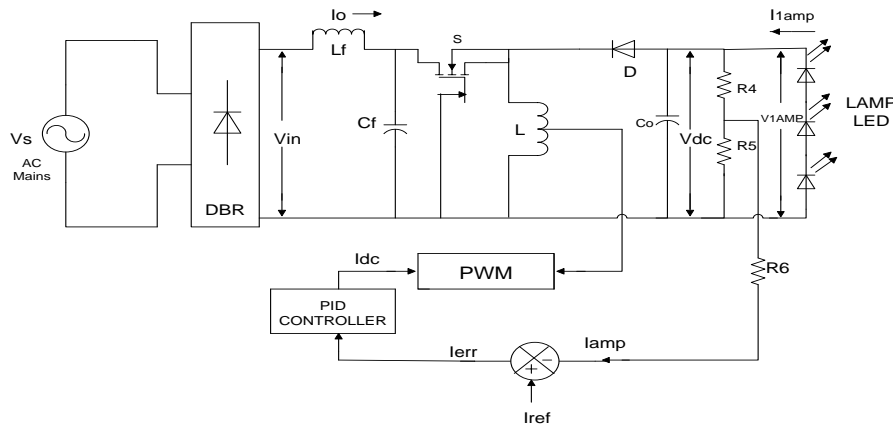 Io
Lf
S
D
I1amp
Vs
AC
Mains
DBR
Vin
Cf
L
Co
Vdc
R4
R5
V1AMP
LAMP
LED
R6
Idc
PWM
PID
CONTROLLER
Ierr
+
−
Iamp
Iref